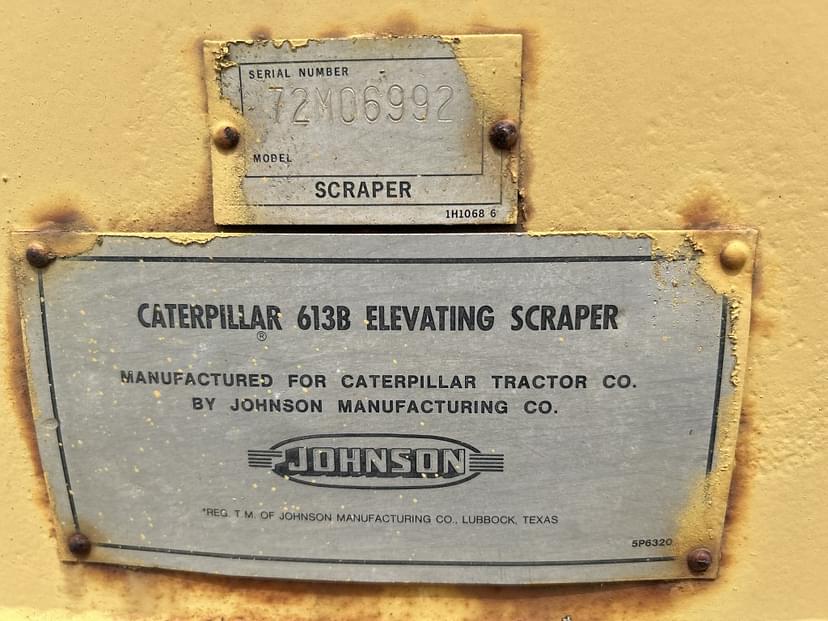 SERIAL NUMBER
72M06992
MODEL
SCRAPER
1H1068 6
CATERPILLAR 613B ELEVATING SCRAPER
®
MANUFACTURED FOR CATERPILLAR TRACTOR CO.
BY JOHNSON MANUFACTURING CO.
JOHNSON
*REG. T M. OF JOHNSON MANUFACTURING CO., LUBBOCK, TEXAS
5P6320